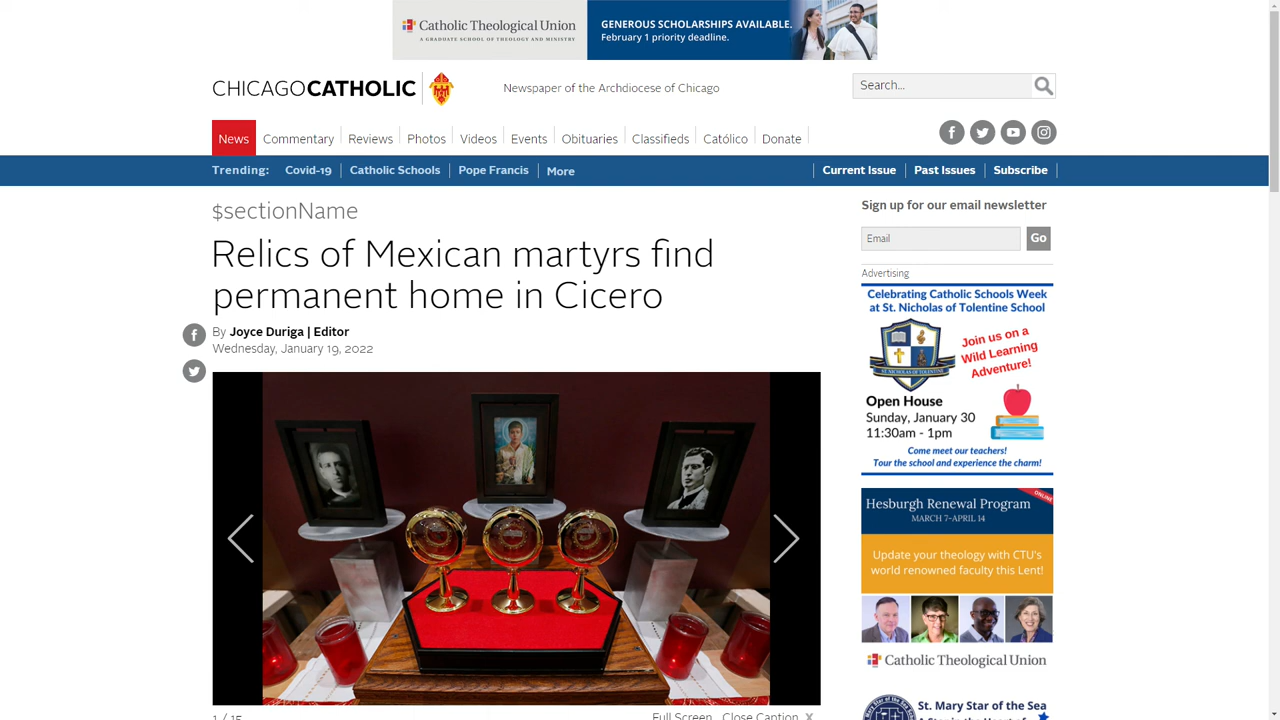 Catholic Theological Union
A GRADUATE SCHOOL OF THEOLOGY AND MINISTRY
GENEROUS SCHOLARSHIPS AVAILABLE.
February 1 priority deadline.
CHICAGOCATHOLIC
Newspaper of the Archdiocese of Chicago
Search...
News
Commentary
Reviews
Photos
Videos
Events
Obituaries
Classifieds
Católico
Donate
Trending:
Covid-19
Catholic Schools
Pope Francis
More
Current Issue
Past Issues
Subscribe
$sectionName
Relics of Mexican martyrs find
permanent home in Cicero
By Joyce Duriga | Editor
Wednesday, January 19, 2022
1 / 15
Full Screen
Close Caption X
Sign up for our email newsletter
Email
Go
Advertising
Celebrating Catholic Schools Week
at St. Nicholas of Tolentine School
ST. NICHOLAS OF TOLENTINE
Join us on a
Wild Learning
Adventure!
Open House
Sunday, January 30
11:30am - 1pm
Come meet our teachers!
Tour the school and experience the charm!
Hesburgh Renewal Program
ONLINE
MARCH 7-APRIL 14
Update your theology with CTU's
world renowned faculty this Lent!
Catholic Theological Union
St. Mary Star of the Sea